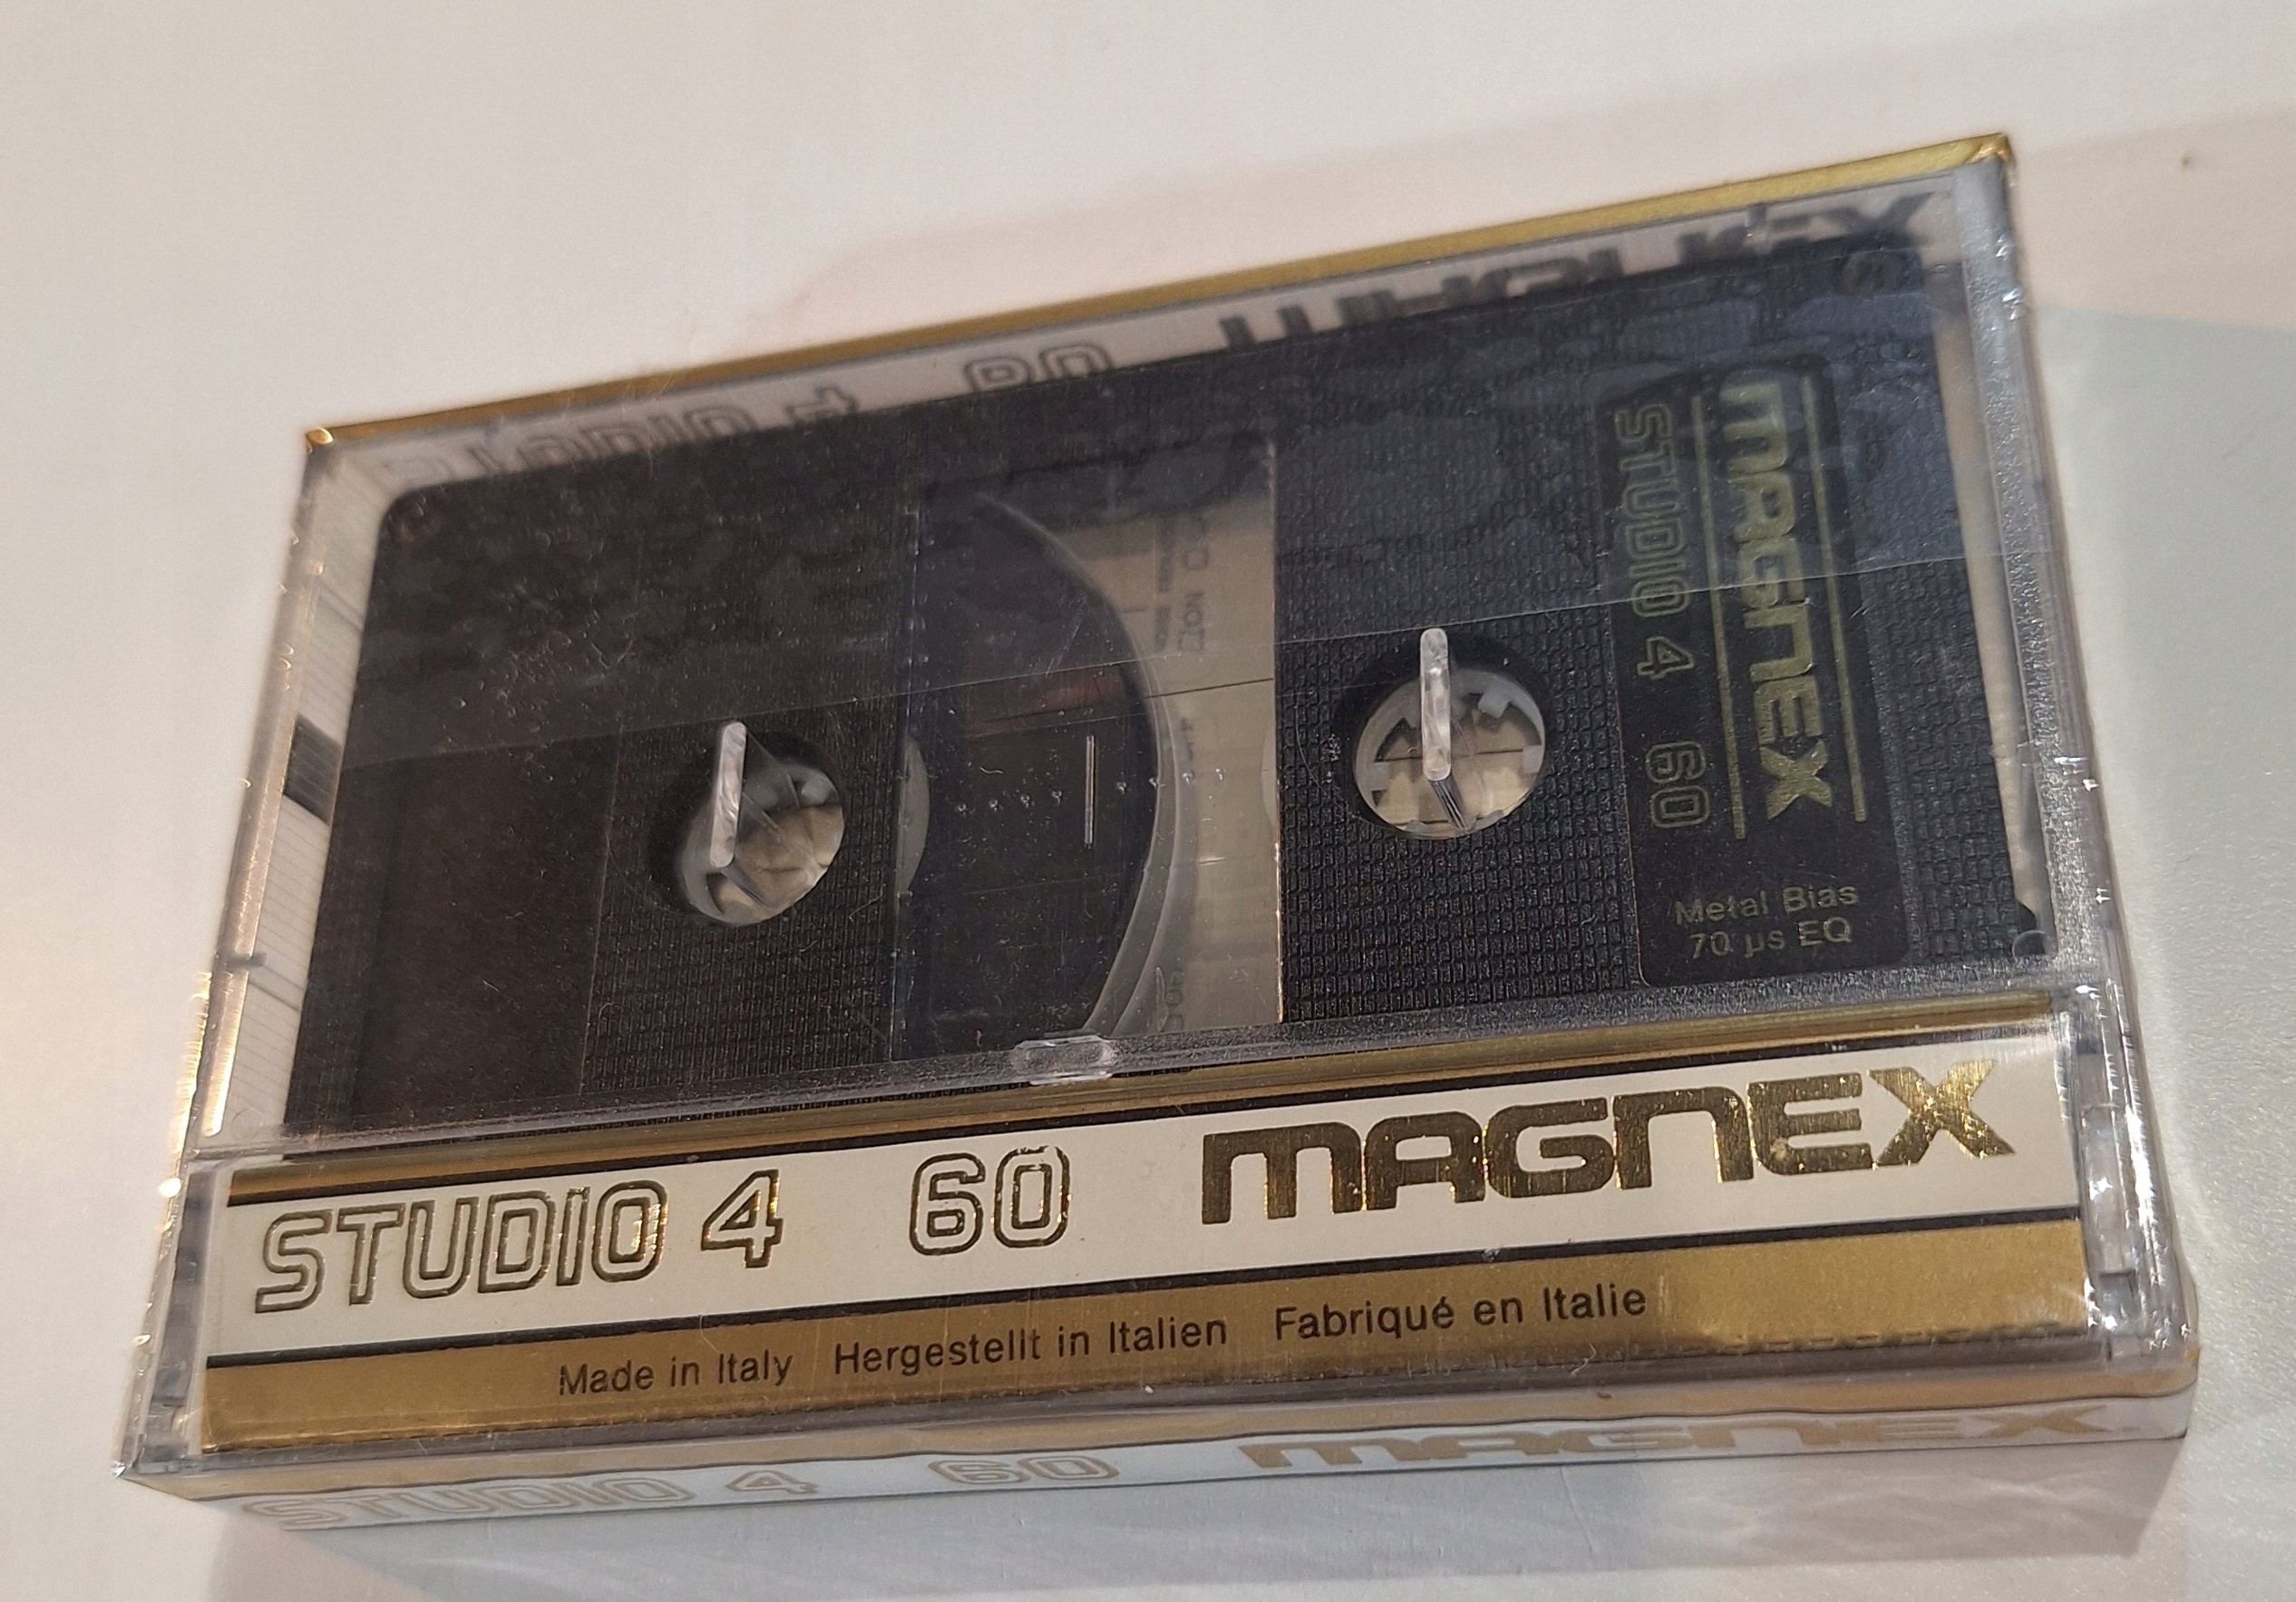 MAGNEX
STUDIO 4 60
Metal Bias
70 µs EQ
STUDIO 4 60 MAGNEX
Made in Italy Hergestellt in Italien Fabriqué en Italie
STUDIO 4 60 MAGNEX